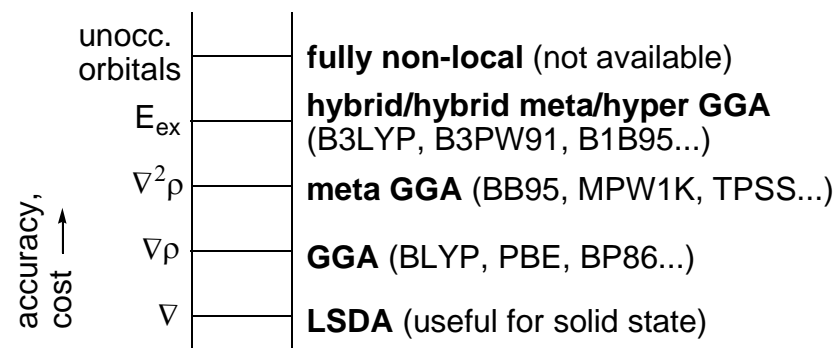 unocc.
orbitals
fully non-local (not available)
E_ex
hybrid/hybrid meta/hyper GGA
(B3LYP, B3PW91, B1B95...)
∇²ρ
meta GGA (BB95, MPW1K, TPSS...)
∇ρ
GGA (BLYP, PBE, BP86...)
∇
LSDA (useful for solid state)
accuracy,
cost →